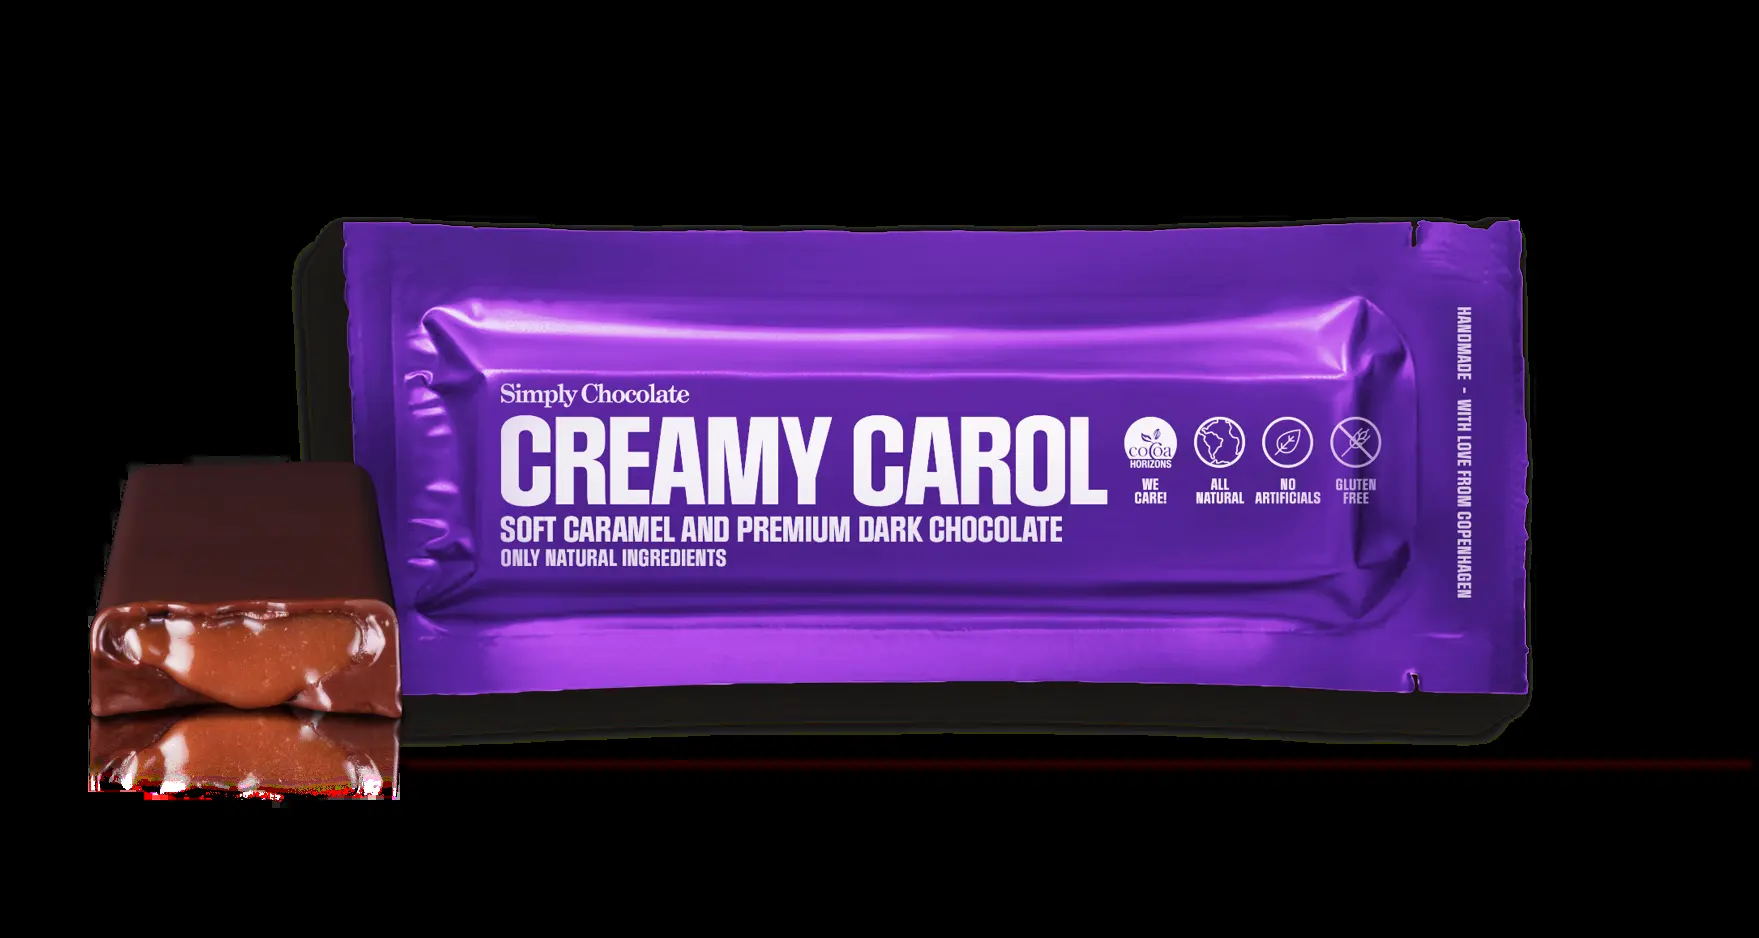 Simply Chocolate
CREAMY CAROL
SOFT CARAMEL AND PREMIUM DARK CHOCOLATE
ONLY NATURAL INGREDIENTS
cocoa
HORIZONS
WE
CARE!
ALL
NATURAL
NO
ARTIFICIALS
GLUTEN
FREE
HANDMADE - WITH LOVE FROM COPENHAGEN